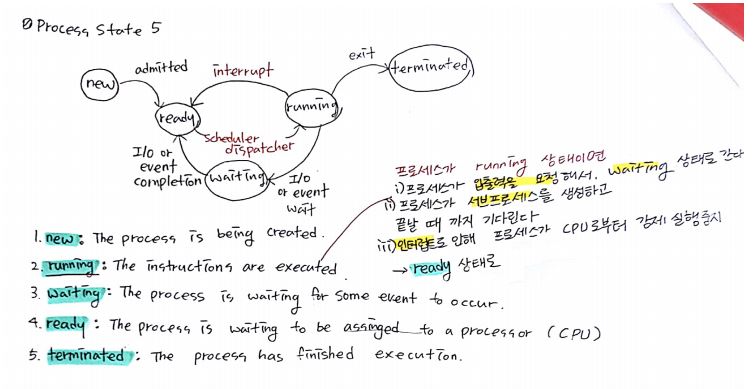 Ø Process State 5
new
admitted
interrupt
exit
terminated
ready
running
scheduler
dispatcher
I/O or
event
completion
waiting
I/O
or event
wait
프로세스가 running 상태이면
i) 프로세스가 입출력을 요청해서. waiting 상태로 간다
ii) 프로세스가 서브프로세스를 생성하고
끝날 때 까지 기다린다
iii) 인터럽트로 인해 프로세스가 CPU로부터 강제 실행중지
→ ready 상태로
1. new : The process is being created.
2. running : The instructions are executed
3. waiting : The process is waiting for some event to occur.
4. ready : The process is waiting to be assinged to a processor (CPU)
5. terminated : The process has finished execution.